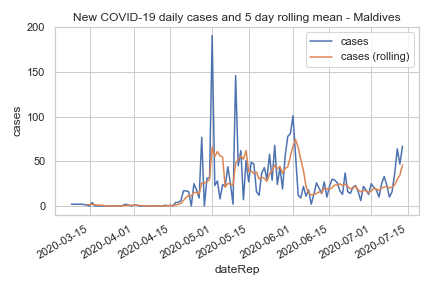 New COVID-19 daily cases and 5 day rolling mean - Maldives
cases
cases (rolling)
200
150
100
50
0
cases
2020-03-15
2020-04-01
2020-04-15
2020-05-01
2020-05-15
2020-06-01
2020-06-15
2020-07-01
2020-07-15
dateRep